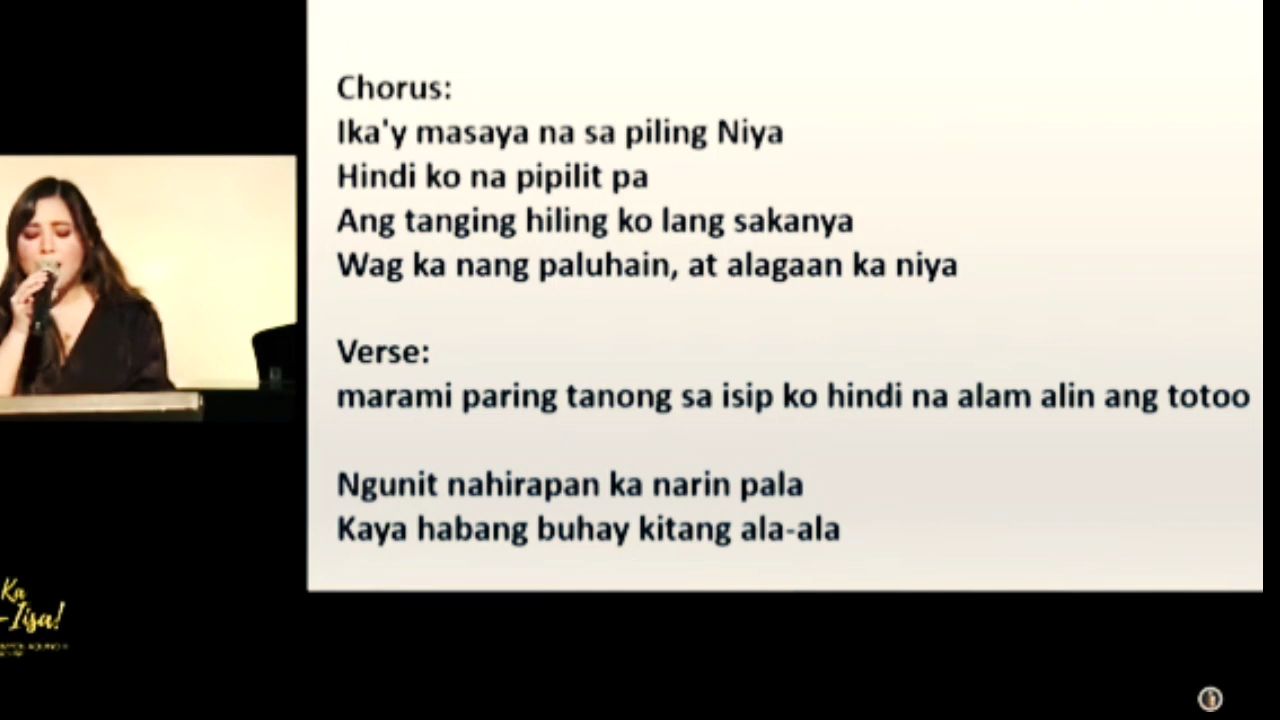 Chorus:
Ika'y masaya na sa piling Niya
Hindi ko na pipilit pa
Ang tanging hiling ko lang sakanya
Wag ka nang paluhain, at alagaan ka niya
Verse:
marami paring tanong sa isip ko hindi na alam alin ang totoo
Ngunit nahirapan ka narin pala
Kaya habang buhay kitang ala-ala
Ka
-Iisa!